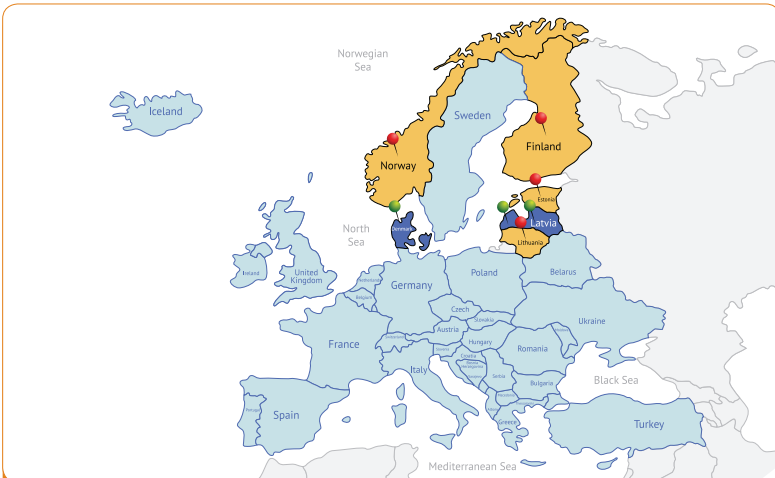 Norwegian
Sea
Iceland
Sweden
Finland
Norway
Estonia
North
Sea
Denmark
Latvia
Lithuania
Ireland
United
Kingdom
Netherlands
Belgium
Germany
Poland
Belarus
Czech
Slovakia
Ukraine
Austria
Hungary
France
Romania
Croatia
Italy
Serbia
Bulgaria
Black Sea
Portugal
Spain
Greece
Turkey
Mediterranean Sea